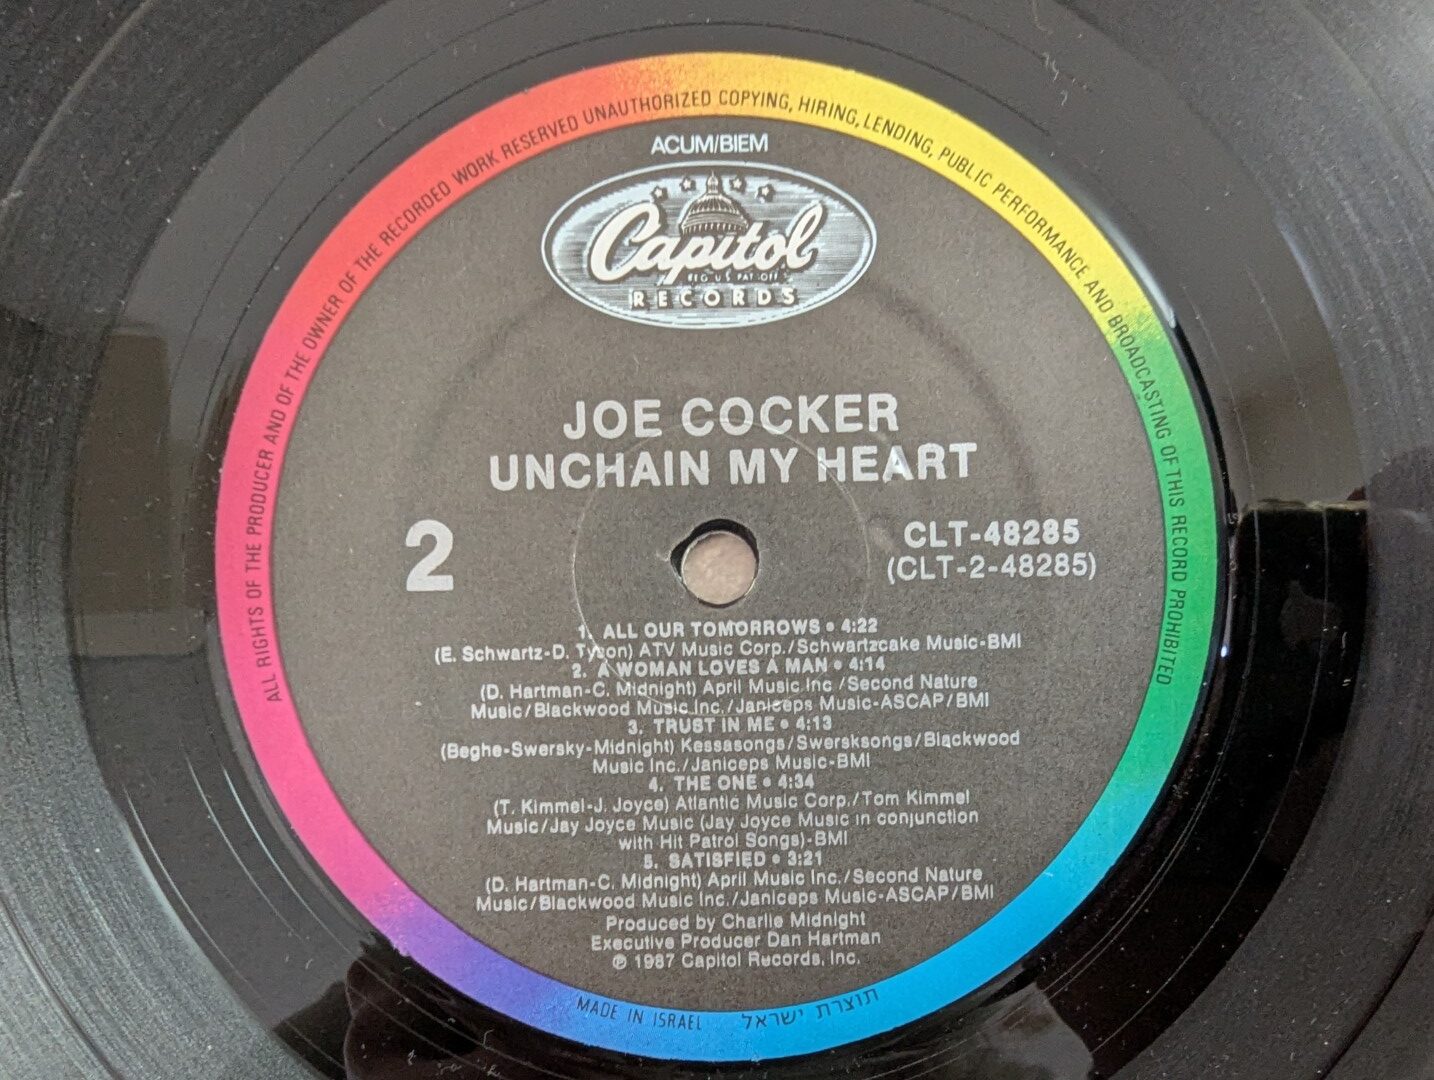 ALL RIGHTS OF THE PRODUCER AND OF THE OWNER OF THE RECORDED WORK RESERVED UNAUTHORIZED COPYING, HIRING, LENDING, PUBLIC PERFORMANCE AND BROADCASTING OF THIS RECORD PROHIBITED
ACUM/BIEM
Capitol
REG. U.S. PAT. OFF.
RECORDS
JOE COCKER
UNCHAIN MY HEART
2
CLT-48285
(CLT-2-48285)
1. ALL OUR TOMORROWS • 4:22
(E. Schwartz-D. Tyson) ATV Music Corp./Schwartzcake Music-BMI
2. A WOMAN LOVES A MAN • 4:14
(D. Hartman-C. Midnight) April Music Inc./Second Nature
Music/Blackwood Music Inc./Janiceps Music-ASCAP/BMI
3. TRUST IN ME • 4:13
(Beghe-Swersky-Midnight) Kessasongs/Swersksongs/Blackwood
Music Inc./Janiceps Music-BMI
4. THE ONE • 4:34
(T. Kimmel-J. Joyce) Atlantic Music Corp./Tom Kimmel
Music/Jay Joyce Music (Jay Joyce Music in conjunction
with Hit Patrol Songs)-BMI
5. SATISFIED • 3:21
(D. Hartman-C. Midnight) April Music Inc./Second Nature
Music/Blackwood Music Inc./Janiceps Music-ASCAP/BMI
Produced by Charlie Midnight
Executive Producer Dan Hartman
℗ 1987 Capitol Records, Inc.
MADE IN ISRAEL תוצרת ישראל